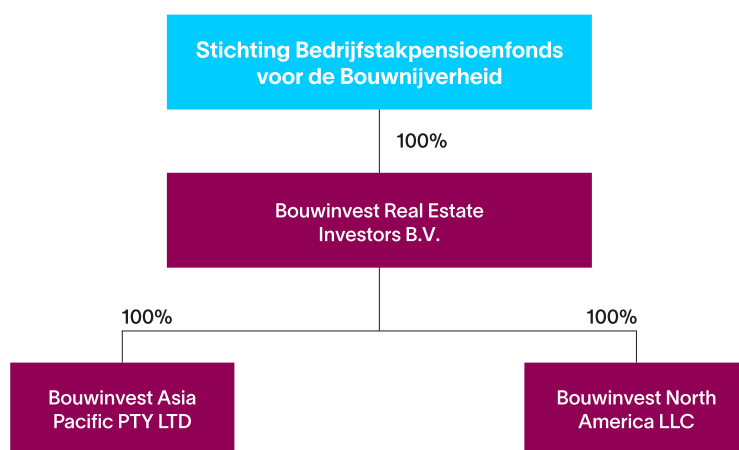 Stichting Bedrijfstakpensioenfonds
voor de Bouwnijverheid
100%
Bouwinvest Real Estate
Investors B.V.
100%
100%
Bouwinvest Asia
Pacific PTY LTD
Bouwinvest North
America LLC